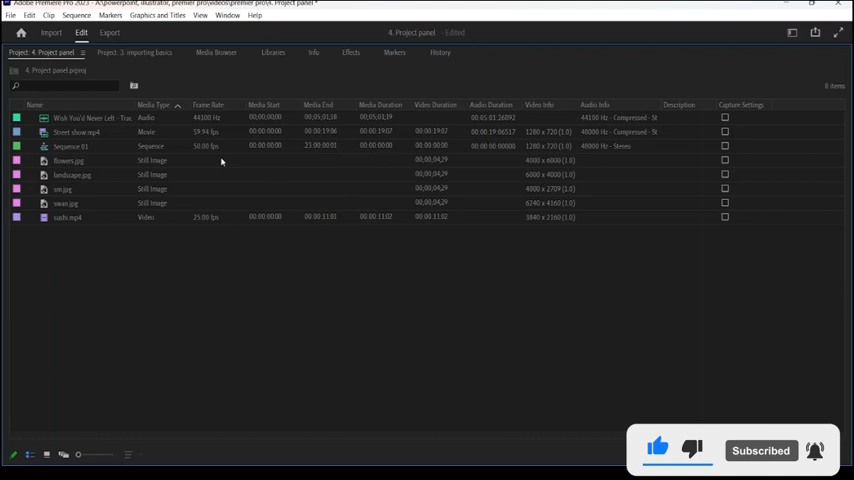 Adobe Premiere Pro 2023 - A:\powerpoint, illustrator, premier pro\videos\premier pro\4. Project panel *
File Edit Clip Sequence Markers Graphics and Titles View Window Help
Import Edit Export 4. Project panel - Edited
Project: 4. Project panel Project: 3. importing basics Media Browser Libraries Info Effects Markers History
4. Project panel.prproj
8 items
Name Media Type Frame Rate Media Start Media End Media Duration Video Duration Audio Duration Video Info Audio Info Description Capture Settings
Wish You'd Never Left - Trac Audio 44100 Hz 00;00;00;00 00;05;01;18 00;05;01;19 00:05:01:26892 44100 Hz - Compressed - St
Street show.mp4 Movie 59.94 fps 00:00:00:00 00:00:19:06 00:00:19:07 00:00:19:07 00:00:19:06517 1280 x 720 (1.0) 48000 Hz - Compressed - St
Sequence 01 Sequence 50.00 fps 00:00:00:00 23:00:00:01 00:00:00:00 00:00:00:00 00:00:00:00000 1280 x 720 (1.0) 48000 Hz - Stereo
flowers.jpg Still Image 00;00;04;29 4000 x 6000 (1.0)
landscape.jpg Still Image 00;00;04;29 6000 x 4000 (1.0)
sm.jpg Still Image 00;00;04;29 4000 x 2709 (1.0)
swan.jpg Still Image 00;00;04;29 6240 x 4160 (1.0)
sushi.mp4 Video 25.00 fps 00:00:00:00 00:00:11:01 00:00:11:02 00:00:11:02 3840 x 2160 (1.0)
Subscribed